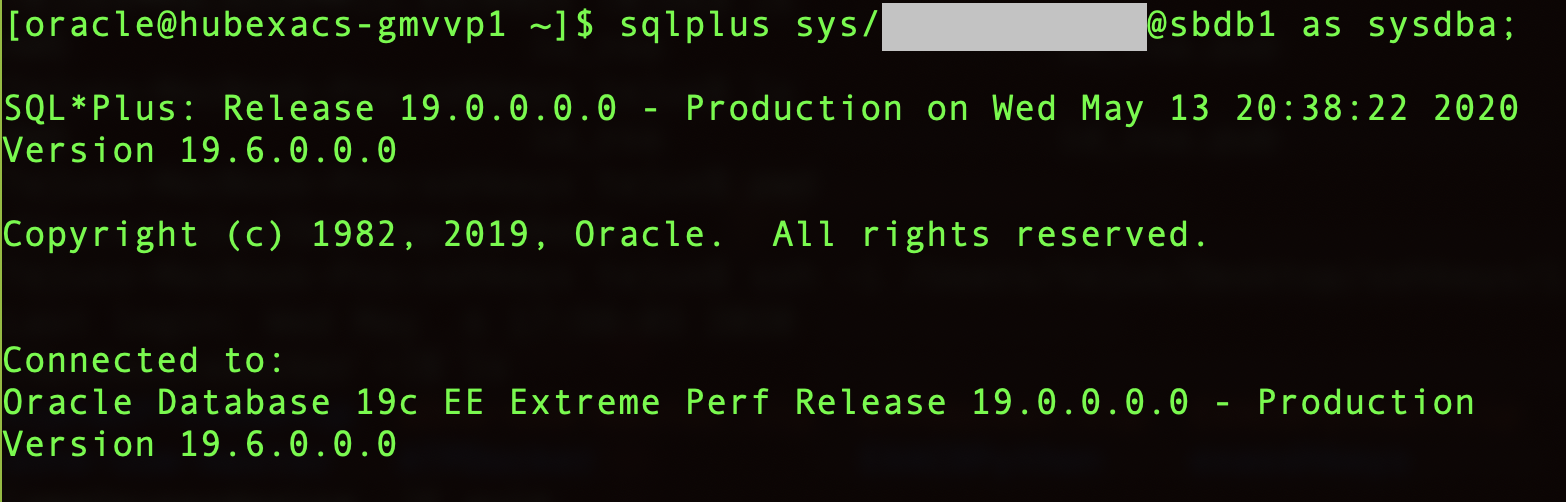 [oracle@hubexacs-gmvvp1 ~]$ sqlplus sys/@sbdb1 as sysdba;
SQL*Plus: Release 19.0.0.0.0 - Production on Wed May 13 20:38:22 2020
Version 19.6.0.0.0
Copyright (c) 1982, 2019, Oracle.  All rights reserved.
Connected to:
Oracle Database 19c EE Extreme Perf Release 19.0.0.0.0 - Production
Version 19.6.0.0.0